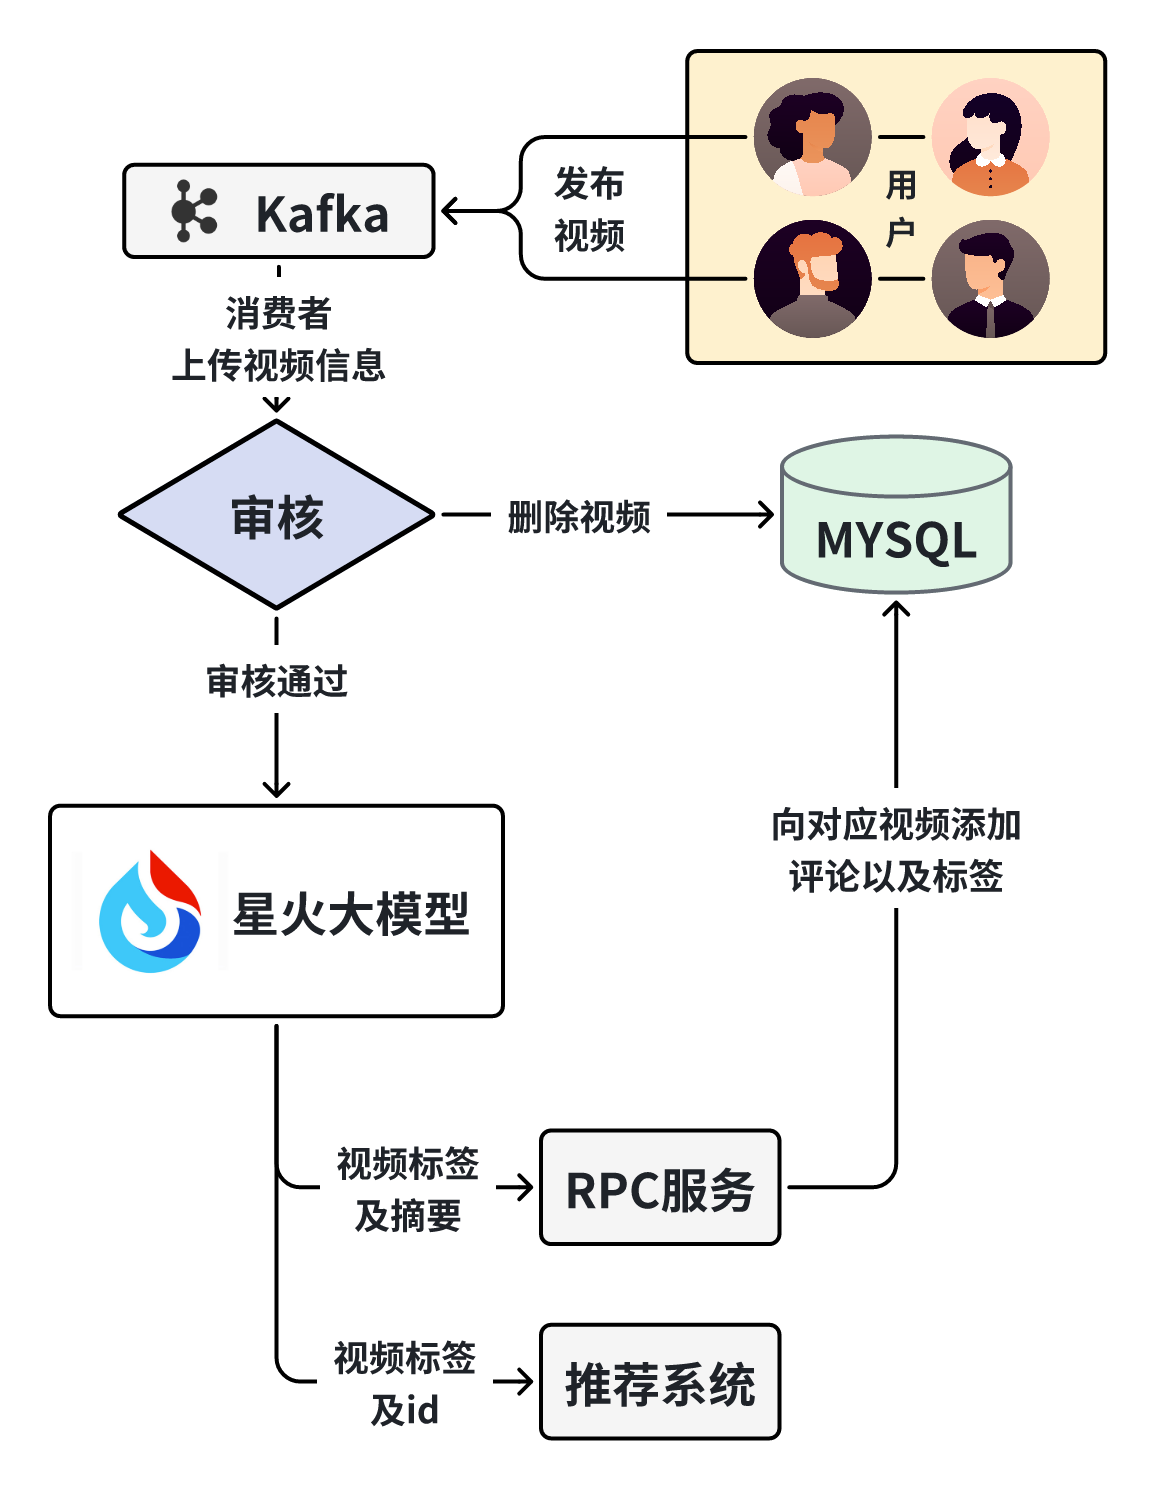 用
户
发布
视频
Kafka
消费者
上传视频信息
审核
删除视频
MYSQL
审核通过
星火大模型
向对应视频添加
评论以及标签
视频标签
及摘要
RPC服务
视频标签
及id
推荐系统